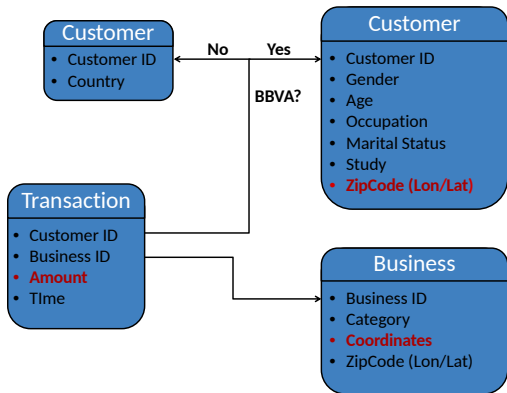 Customer
• Customer ID
• Country
No
Yes
BBVA?
Customer
• Customer ID
• Gender
• Age
• Occupation
• Marital Status
• Study
• ZipCode (Lon/Lat)
Transaction
• Customer ID
• Business ID
• Amount
• TIme
Business
• Business ID
• Category
• Coordinates
• ZipCode (Lon/Lat)